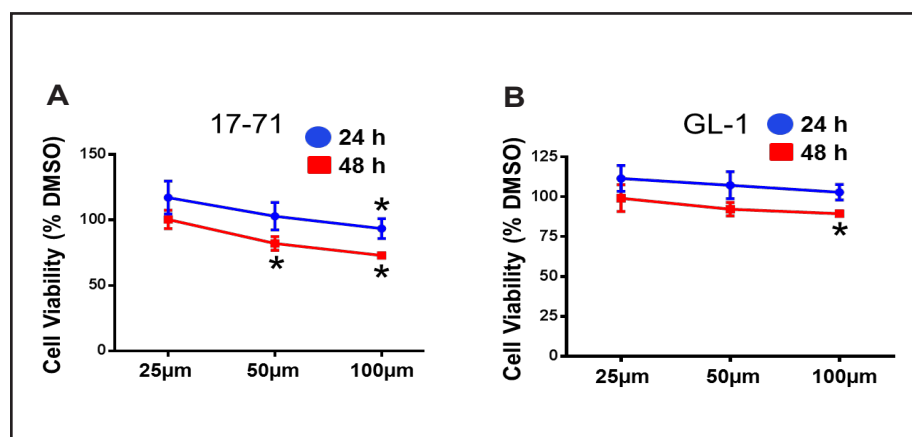 A
17-71
24 h
48 h
Cell Viability (% DMSO)
150
100
50
0
*
*
*
25µm 50µm 100µm
B
GL-1
24 h
48 h
Cell Viability (% DMSO)
125
100
75
50
25
0
*
25µm 50µm 100µm